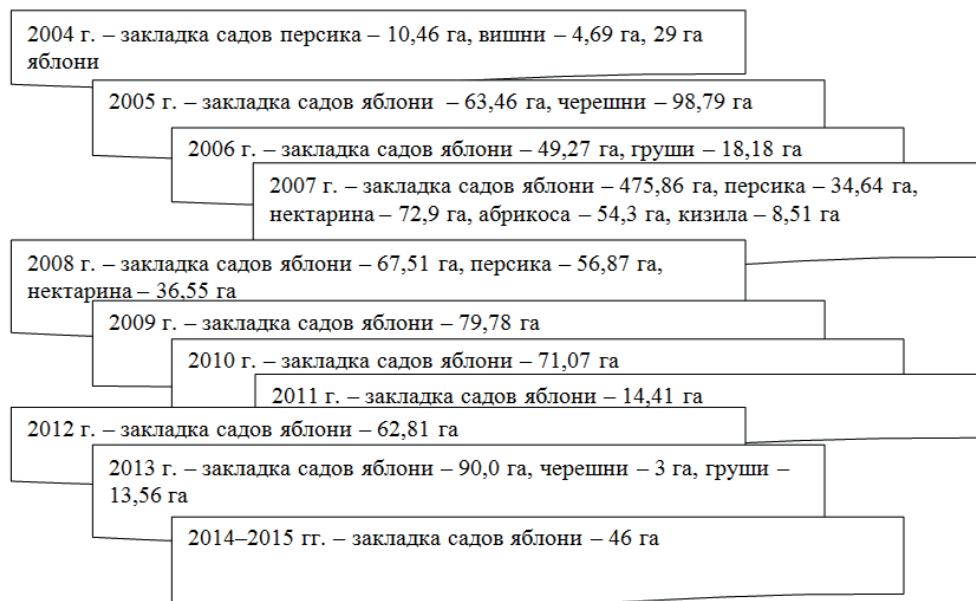 2004 г. – закладка садов персика – 10,46 га, вишни – 4,69 га, 29 га
яблони
2005 г. – закладка садов яблони – 63,46 га, черешни – 98,79 га
2006 г. – закладка садов яблони – 49,27 га, груши – 18,18 га
2007 г. – закладка садов яблони – 475,86 га, персика – 34,64 га,
нектарина – 72,9 га, абрикоса – 54,3 га, кизила – 8,51 га
2008 г. – закладка садов яблони – 67,51 га, персика – 56,87 га,
нектарина – 36,55 га
2009 г. – закладка садов яблони – 79,78 га
2010 г. – закладка садов яблони – 71,07 га
2011 г. – закладка садов яблони – 14,41 га
2012 г. – закладка садов яблони – 62,81 га
2013 г. – закладка садов яблони – 90,0 га, черешни – 3 га, груши –
13,56 га
2014–2015 гг. – закладка садов яблони – 46 га